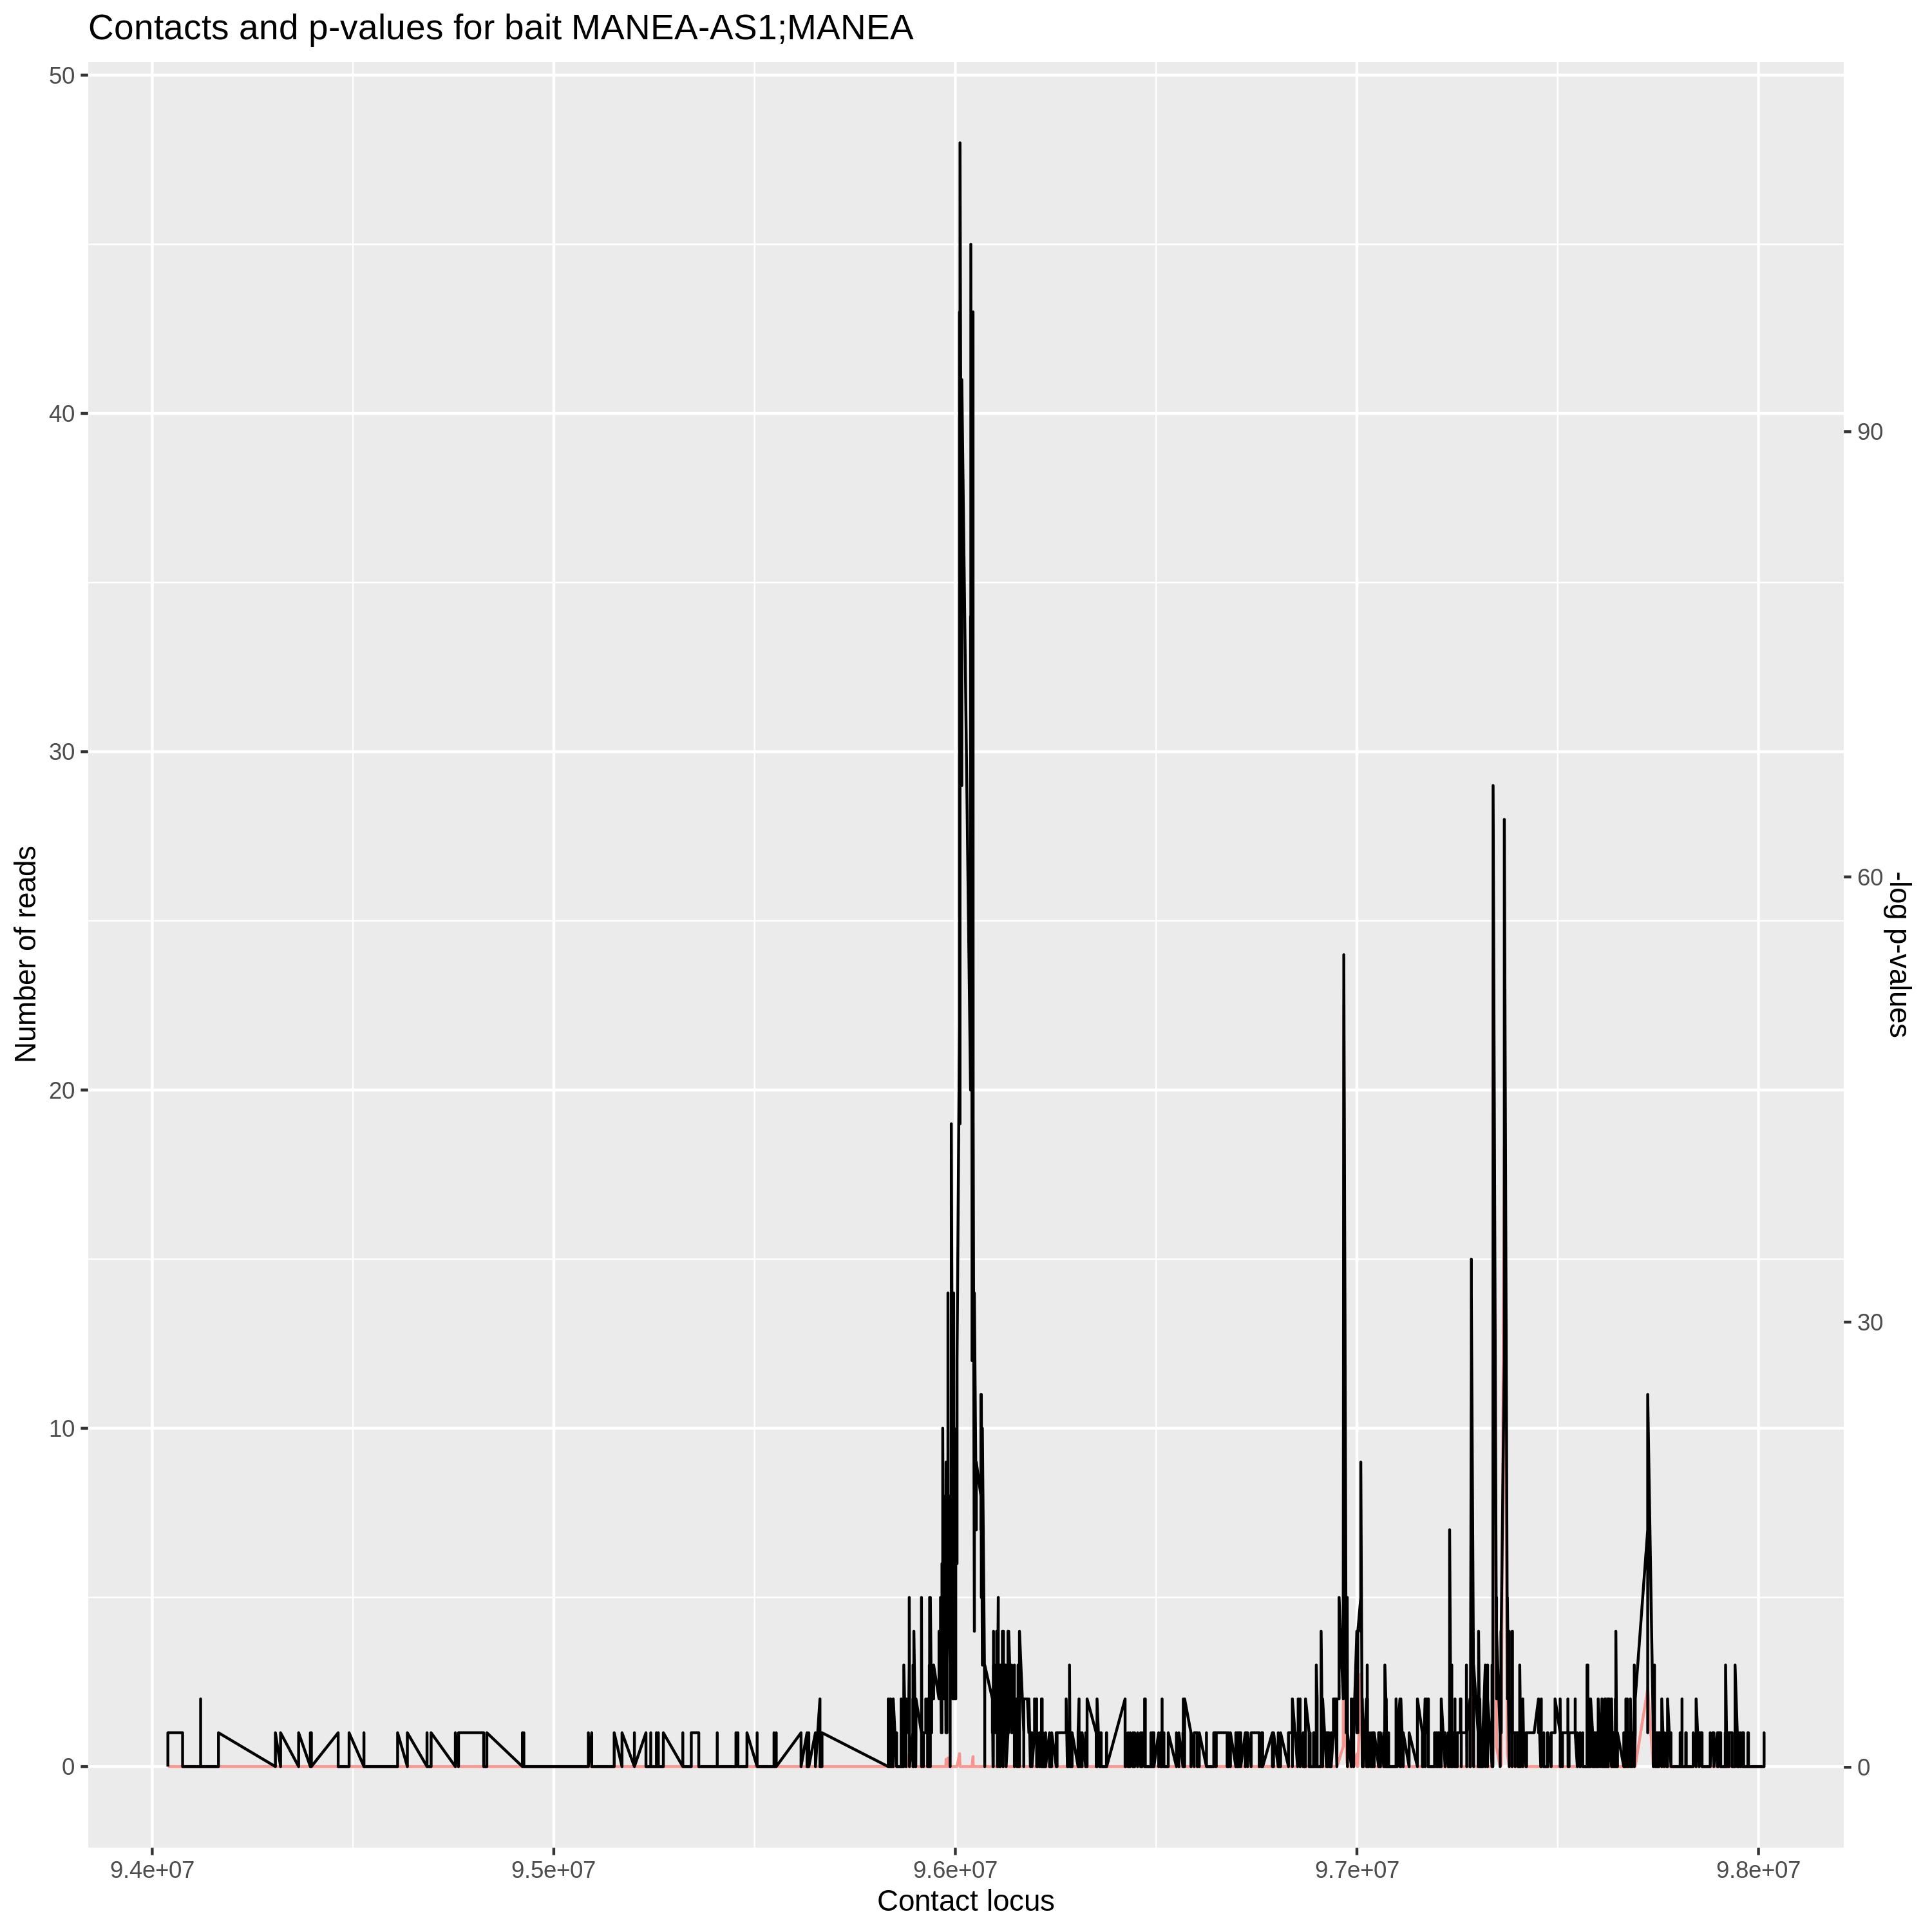 Contacts and p-values for bait MANEA-AS1;MANEA
50
40
30
20
10
0
Number of reads
90
60
30
0
-log p-values
9.4e+07
9.5e+07
9.6e+07
9.7e+07
9.8e+07
Contact locus